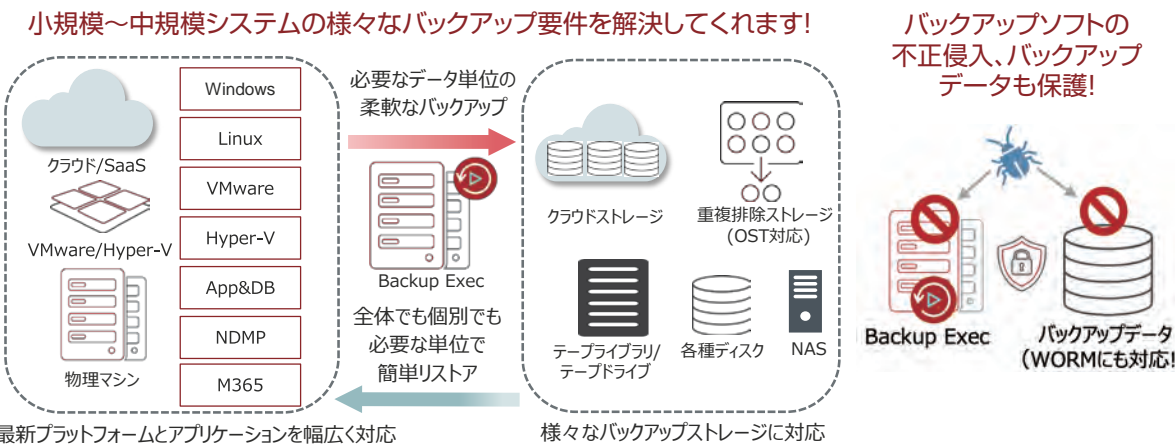 小規模～中規模システムの様々なバックアップ要件を解決してくれます!
クラウド/SaaS
VMware/Hyper-V
物理マシン
Windows
Linux
VMware
Hyper-V
App&DB
NDMP
M365
最新プラットフォームとアプリケーションを幅広く対応
必要なデータ単位の
柔軟なバックアップ
Backup Exec
全体でも個別でも
必要な単位で
簡単リストア
クラウドストレージ
重複排除ストレージ
(OST対応)
テープライブラリ/
テープドライブ
各種ディスク
NAS
様々なバックアップストレージに対応
バックアップソフトの
不正侵入、バックアップ
データも保護!
Backup Exec
バックアップデータ
(WORMにも対応!